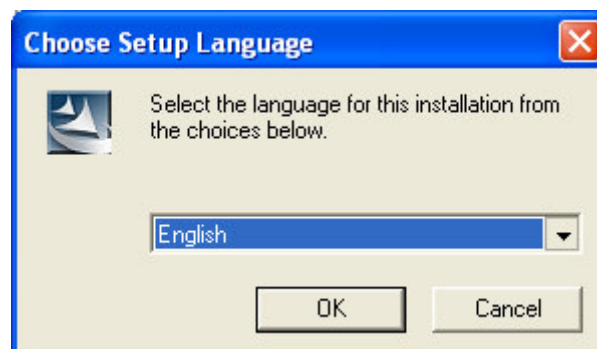 Choose Setup Language
Select the language for this installation from
the choices below.
English
OK
Cancel